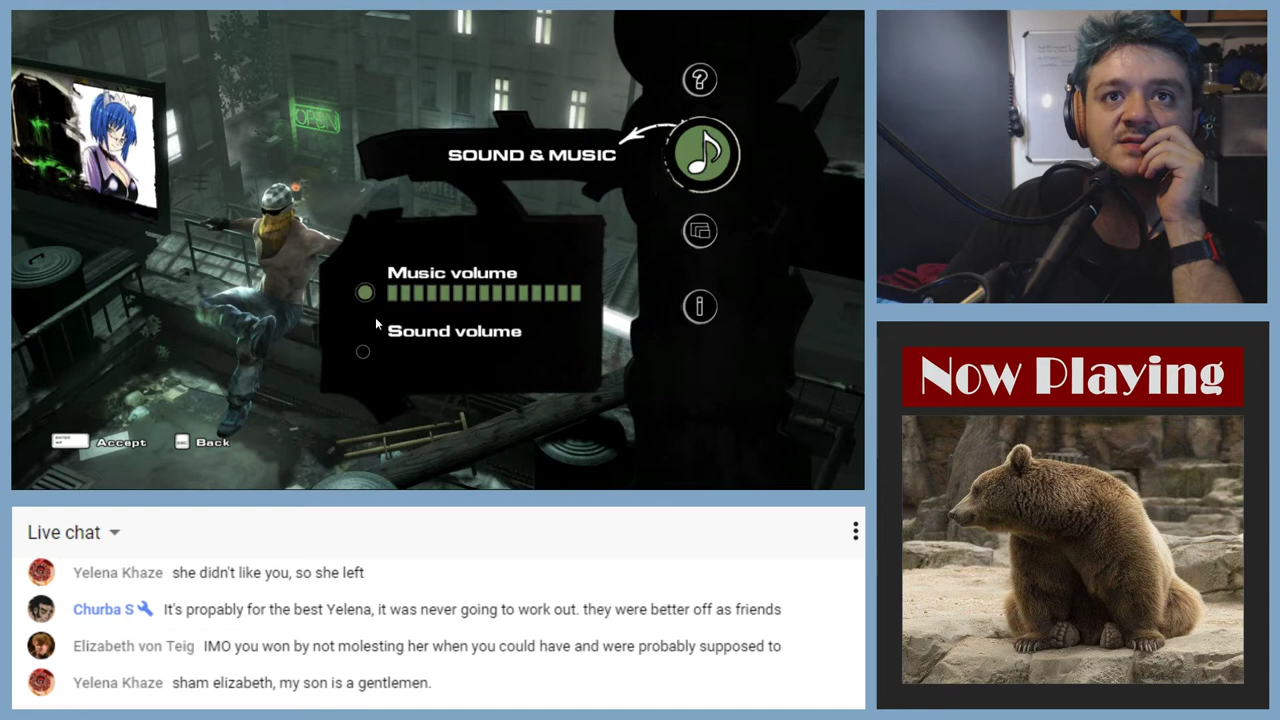 OPEN
SOUND & MUSIC
Music volume
Sound volume
Accept
Back
Now Playing
Live chat
Yelena Khaze she didn't like you, so she left
Churba S It's propably for the best Yelena, it was never going to work out. they were better off as friends
Elizabeth von Teig IMO you won by not molesting her when you could have and were probably supposed to
Yelena Khaze sham elizabeth, my son is a gentlemen.